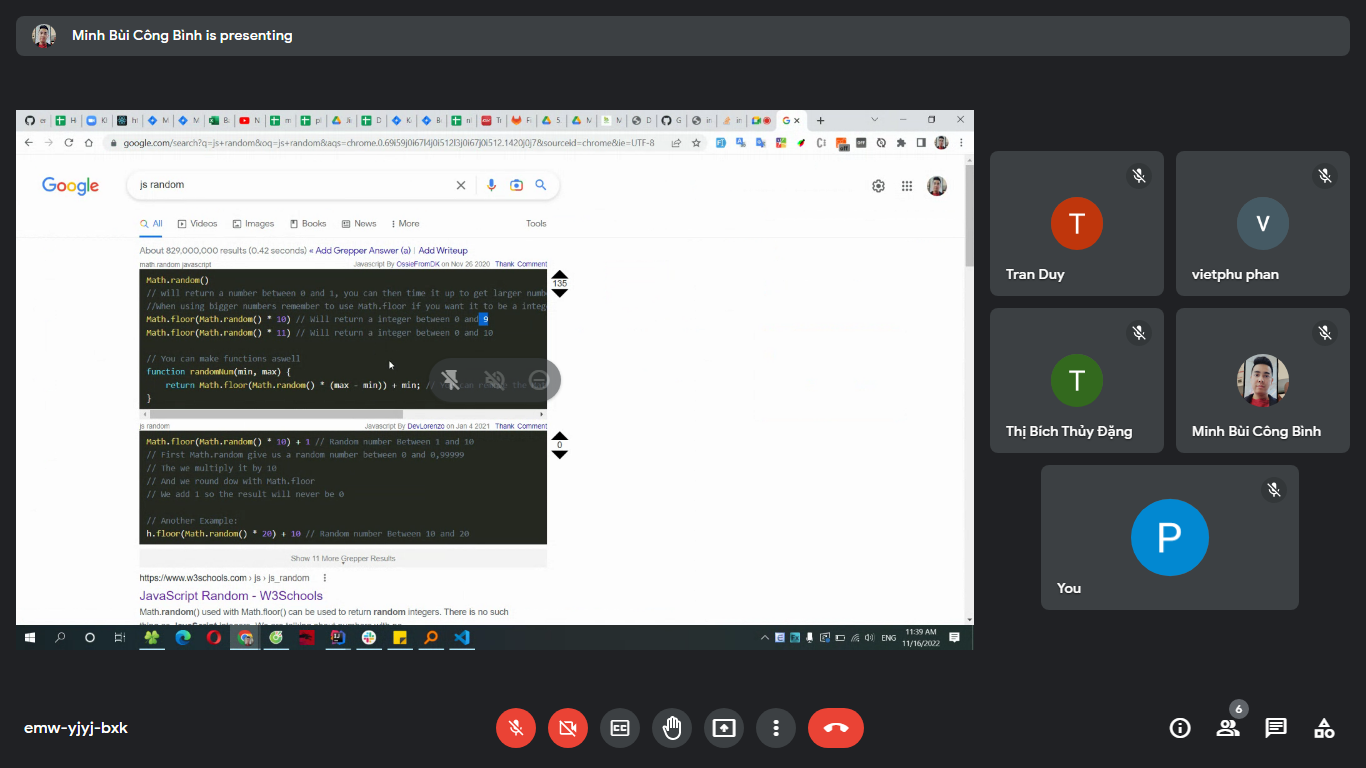 Minh Bùi Công Bình is presenting
google.com/search?q=js+random&oq=js+random&aqs=chrome.0.69i59j0i67l4j0i512l3j0i67j0i512.1420j0j7&sourceid=chrome&ie=UTF-8
Google
js random
All Videos Images Books News More Tools
About 829,000,000 results (0.42 seconds) « Add Grepper Answer (a) | Add Writeup
math random javascript Javascript By OssieFromDK on Nov 26 2020 Thank Comment
135
Math.random()
// will return a number between 0 and 1, you can then time it up to get larger numb
//When using bigger numbers remember to use Math.floor if you want it to be a integ
Math.floor(Math.random() * 10) // Will return a integer between 0 and 9
Math.floor(Math.random() * 11) // Will return a integer between 0 and 10
// You can make functions aswell
function randomNum(min, max) {
return Math.floor(Math.random() * (max - min)) + min; //
}
js random Javascript By DevLorenzo on Jan 4 2021 Thank Comment
0
Math.floor(Math.random() * 10) + 1 // Random number Between 1 and 10
// First Math.random give us a random number between 0 and 0,99999
// The we multiply it by 10
// And we round dow with Math.floor
// We add 1 so the result will never be 0
// Another Example:
h.floor(Math.random() * 20) + 10 // Random number Between 10 and 20
Show 11 More Grepper Results
https://www.w3schools.com › js › js_random
JavaScript Random - W3Schools
Math.random() used with Math.floor() can be used to return random integers. There is no such
ENG
11:39 AM
11/16/2022
T
Tran Duy
V
vietphu phan
T
Thị Bích Thủy Đặng
Minh Bùi Công Bình
P
You
emw-yjyj-bxk
6